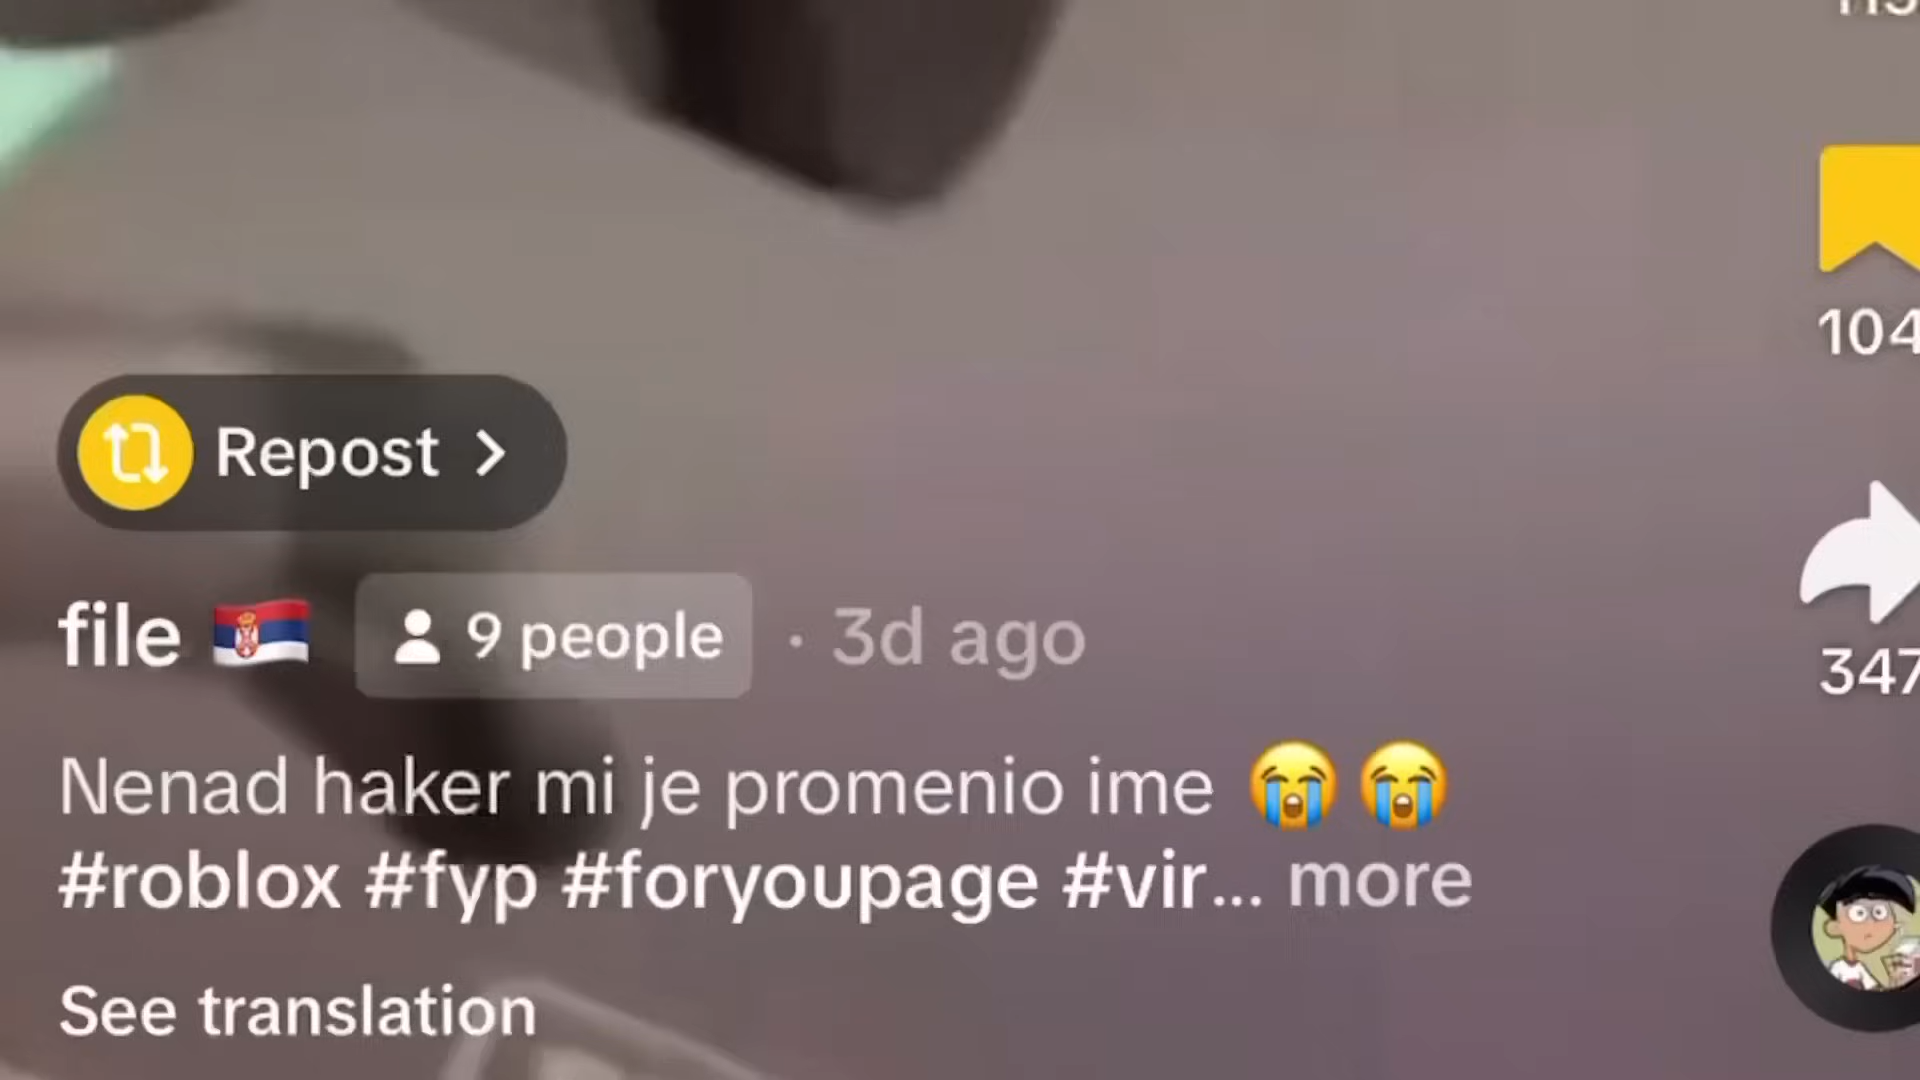 104
Repost
347
file 🇷🇸 9 people · 3d ago
Nenad haker mi je promenio ime 😭😭
#roblox #fyp #foryoupage #vir... more
See translation